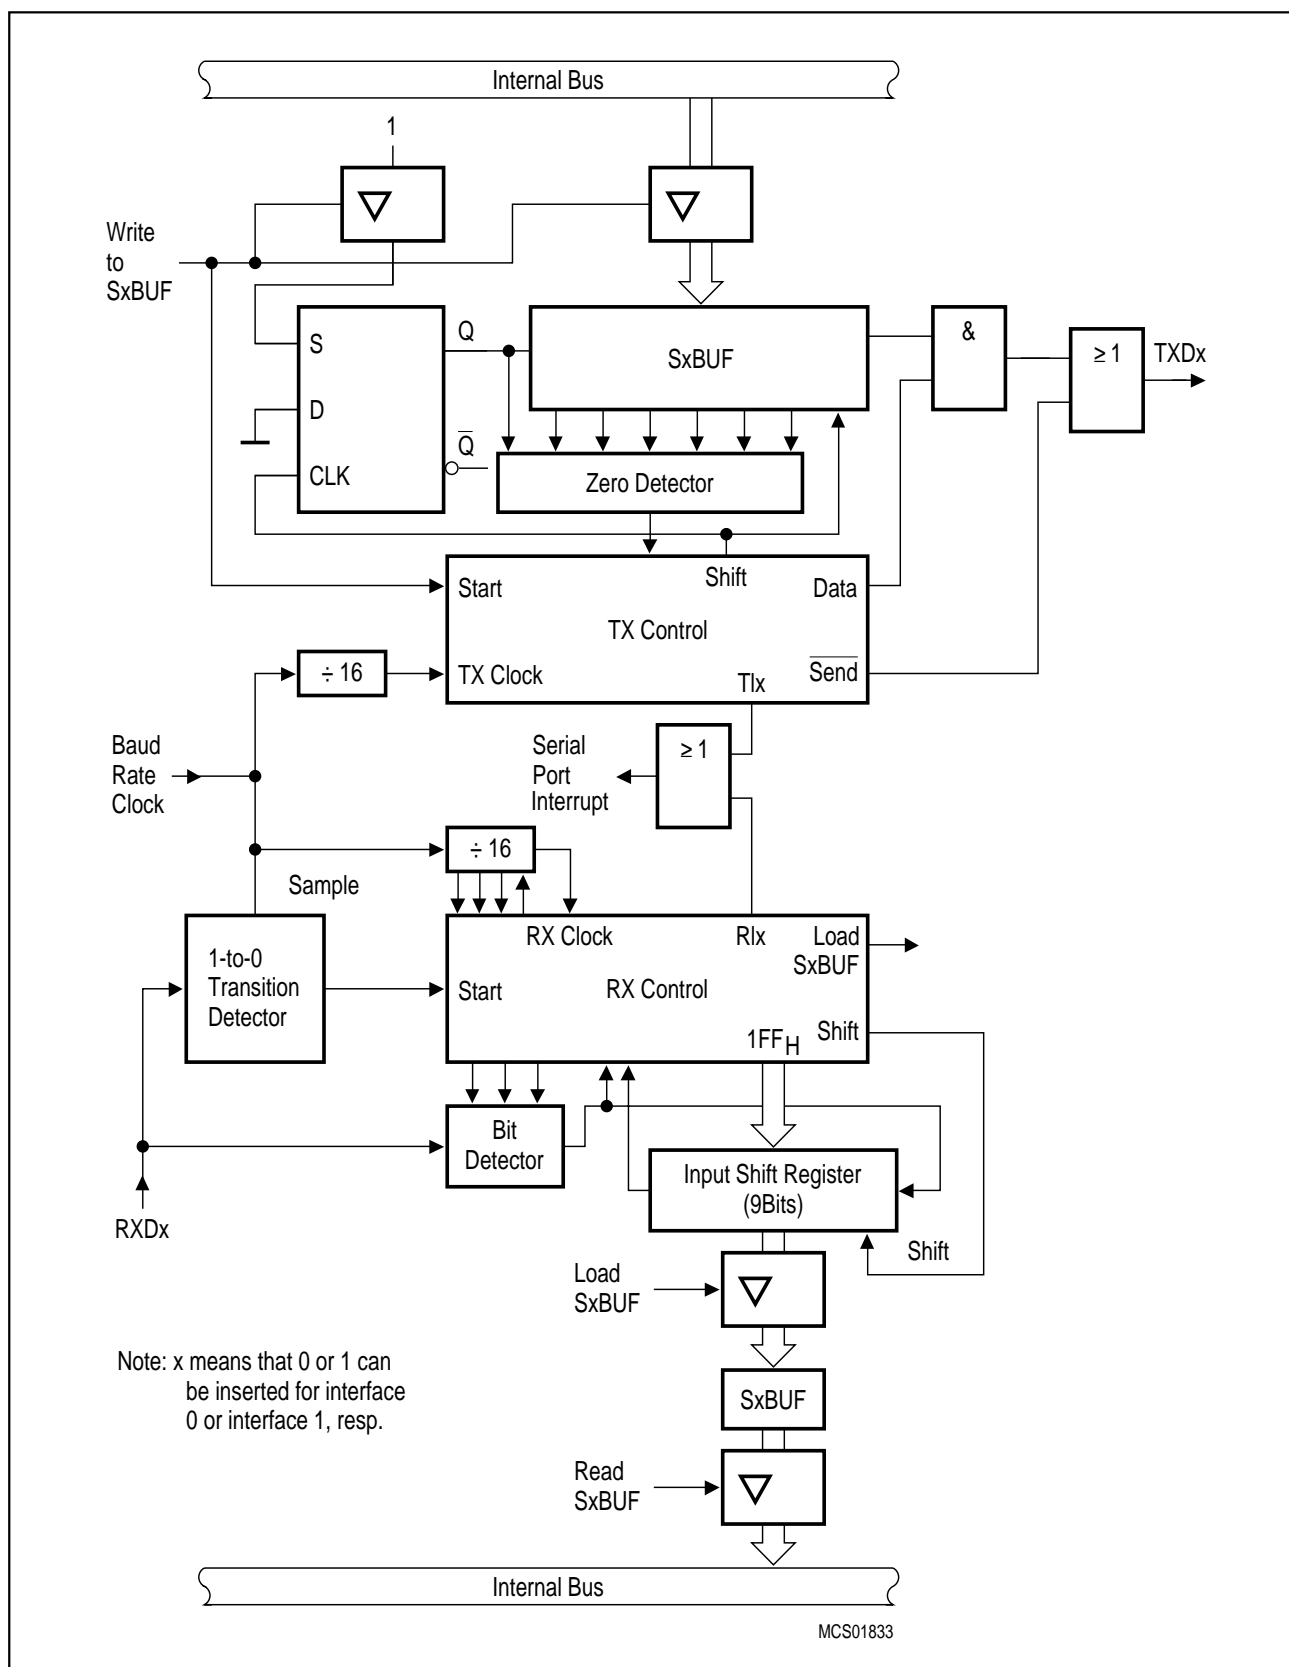 Internal Bus
1
Write
to
SxBUF
S
D
CLK
Q
Q̅
SxBUF
&
≥ 1
TXDx
Zero Detector
Start
Shift
Data
TX Control
÷ 16
TX Clock
TIx
S̅e̅n̅d̅
Baud
Rate
Clock
Serial
Port
Interrupt
≥ 1
÷ 16
Sample
1-to-0
Transition
Detector
RX Clock
RIx
Load
SxBUF
Start
RX Control
Shift
1FFH
Bit
Detector
Input Shift Register
(9Bits)
RXDx
Shift
Load
SxBUF
Note: x means that 0 or 1 can
be inserted for interface
0 or interface 1, resp.
SxBUF
Read
SxBUF
Internal Bus
MCS01833